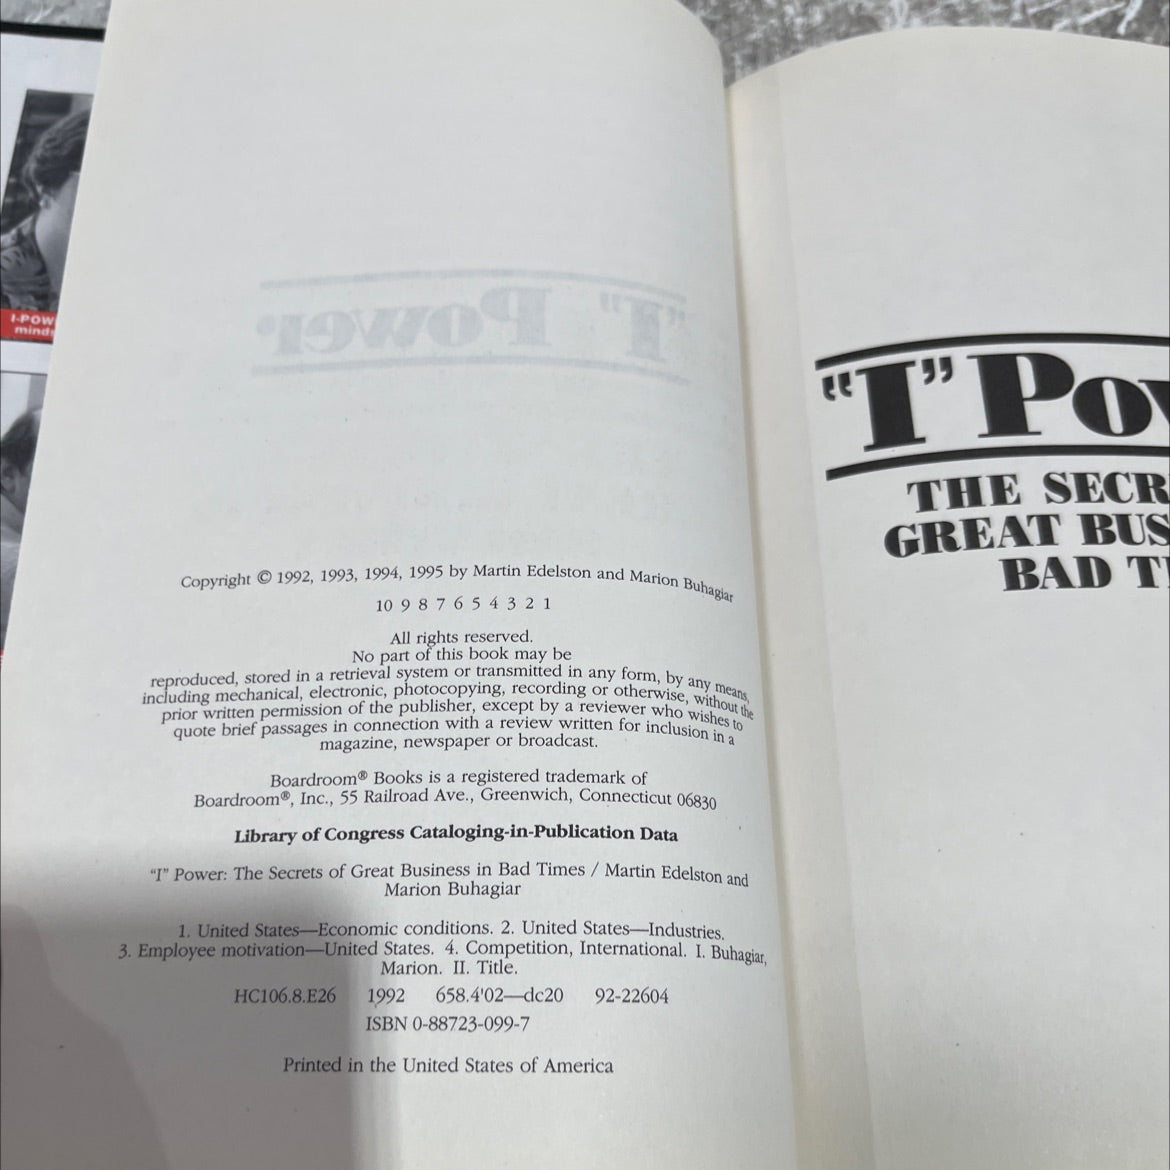 I-POW
mind
"I" Power
Copyright © 1992, 1993, 1994, 1995 by Martin Edelston and Marion Buhagiar
10 9 8 7 6 5 4 3 2 1
All rights reserved.
No part of this book may be
reproduced, stored in a retrieval system or transmitted in any form, by any means,
including mechanical, electronic, photocopying, recording or otherwise, without the
prior written permission of the publisher, except by a reviewer who wishes to
quote brief passages in connection with a review written for inclusion in a
magazine, newspaper or broadcast.
Boardroom® Books is a registered trademark of
Boardroom®, Inc., 55 Railroad Ave., Greenwich, Connecticut 06830
Library of Congress Cataloging-in-Publication Data
“I” Power: The Secrets of Great Business in Bad Times / Martin Edelston and
Marion Buhagiar
1. United States—Economic conditions. 2. United States—Industries.
3. Employee motivation—United States. 4. Competition, International. I. Buhagiar,
Marion. II. Title.
HC106.8.E26 1992 658.4'02—dc20 92-22604
ISBN 0-88723-099-7
Printed in the United States of America
“I” Pow
THE SECR
GREAT BUS
BAD TI